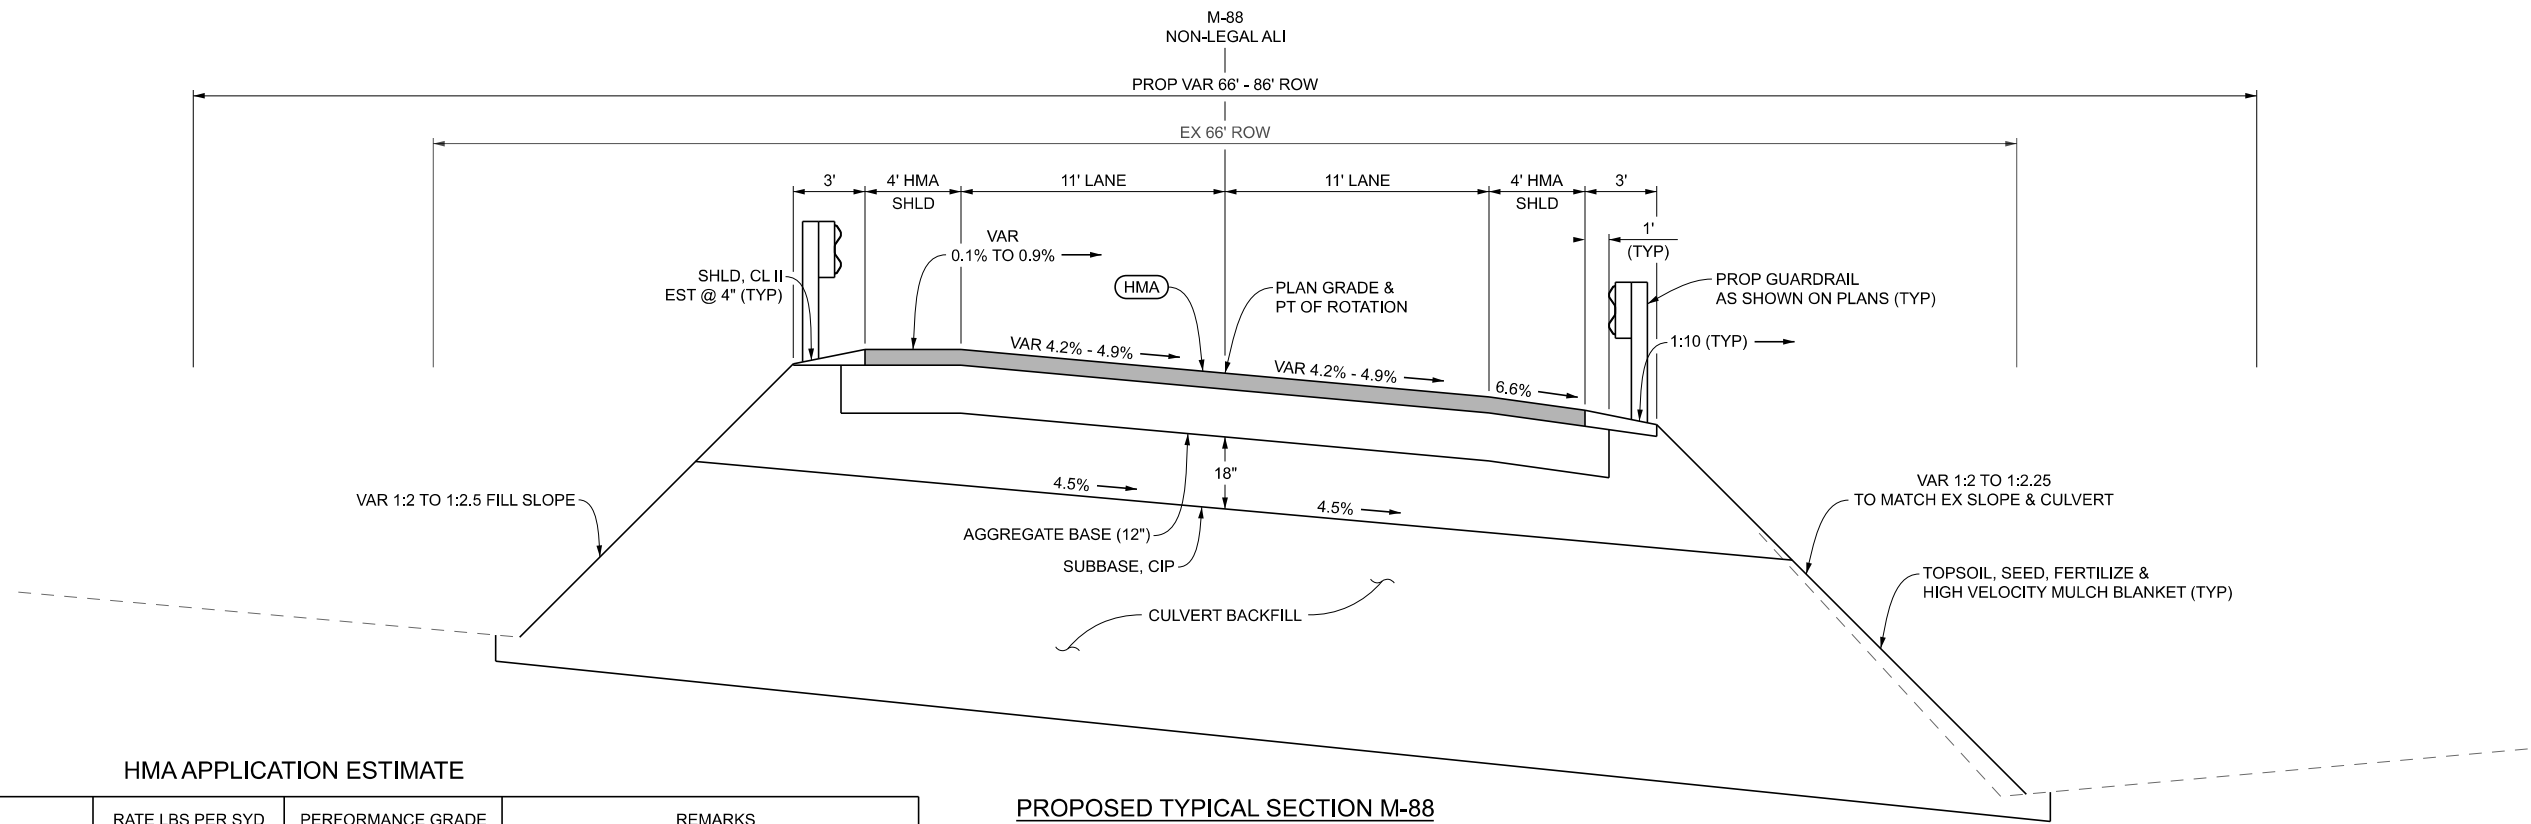 M-88
NON-LEGAL ALI
PROP VAR 66' - 86' ROW
EX 66' ROW
3'
4' HMA
SHLD
11' LANE
11' LANE
4' HMA
SHLD
3'
1'
(TYP)
VAR
0.1% TO 0.9%
SHLD, CL II
EST @ 4" (TYP)
HMA
PLAN GRADE &
PT OF ROTATION
PROP GUARDRAIL
AS SHOWN ON PLANS (TYP)
1:10 (TYP)
VAR 4.2% - 4.9%
VAR 4.2% - 4.9%
6.6%
18"
4.5%
4.5%
VAR 1:2 TO 1:2.5 FILL SLOPE
VAR 1:2 TO 1:2.25
TO MATCH EX SLOPE & CULVERT
AGGREGATE BASE (12")
SUBBASE, CIP
TOPSOIL, SEED, FERTILIZE &
HIGH VELOCITY MULCH BLANKET (TYP)
CULVERT BACKFILL
HMA APPLICATION ESTIMATE
RATE LBS PER SYD
PERFORMANCE GRADE
REMARKS
PROPOSED TYPICAL SECTION M-88